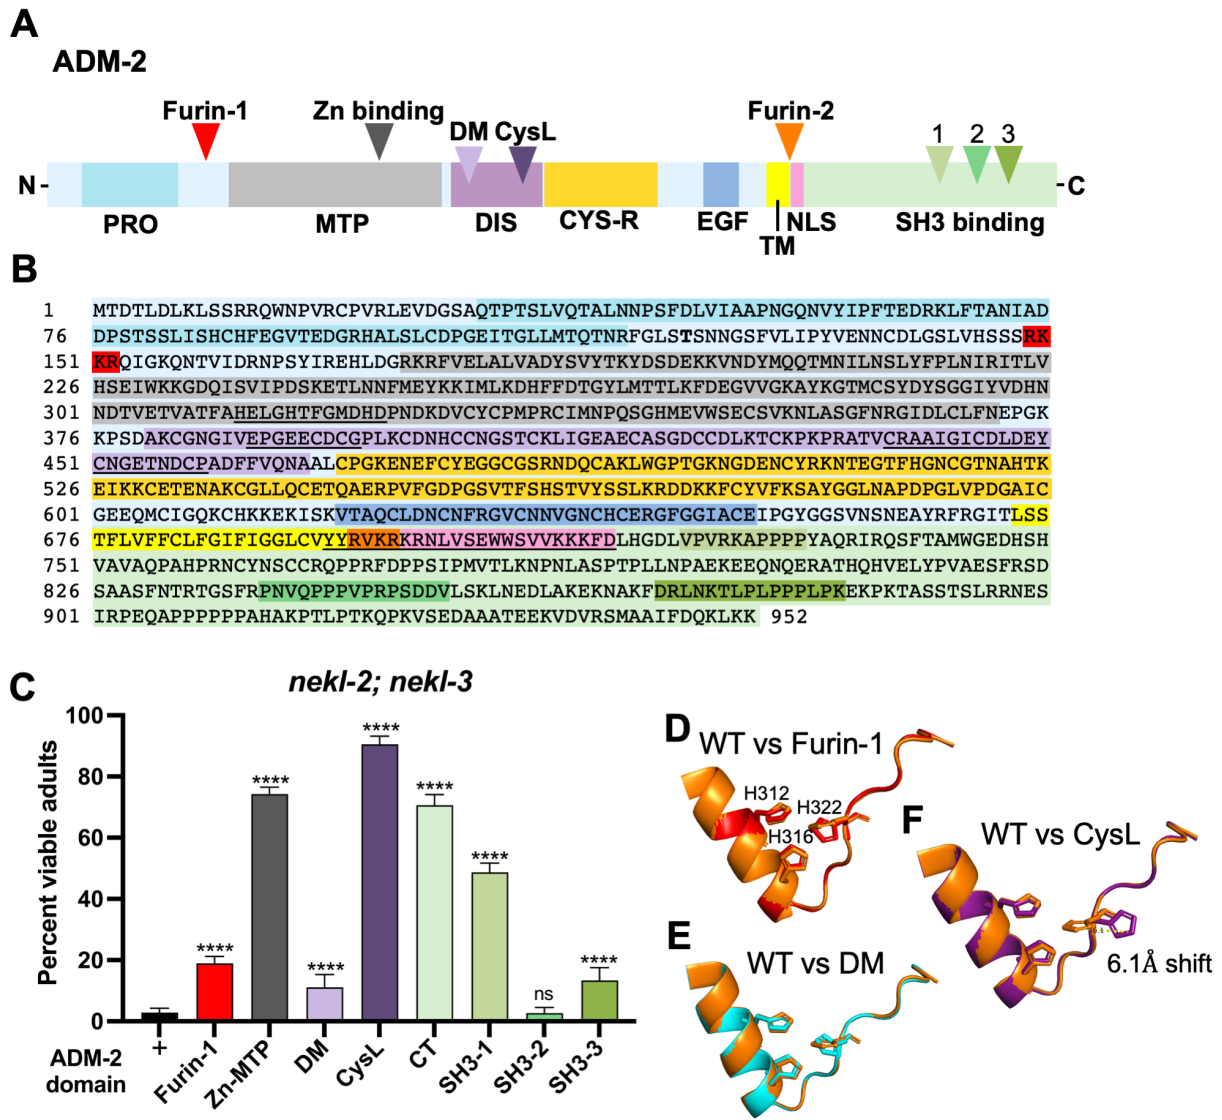 A
ADM-2
Furin-1 Zn binding DM CysL Furin-2 1 2 3
N C
PRO MTP DIS CYS-R EGF TM NLS SH3 binding
B
1 MTDTLDLKLSSRRQWNPVRCPVRLEVDGSAQTPTSLVQTALNNPSFDLVIAAPNGQNVYIPFTEDRKLFTANIAD
76 DPSTSSLISHCHFEGVTEDGRHALSLCDPGEITGLLMTQTNRFGLSTSNNGSFVLIPYVENNCDLGSLVHSSSRK
151 KRQIGKQNTVIDRNPSYIREHLDGRKRFVELALVADYSVYTKYDSDEKKVNDYMQQTMNILNSLYFPLNIRITLV
226 HSEIWKKGDQISVIPDSKETLNNFMEYKKIMLKDHFFDTGYLMTTLKFDEGVVGKAYKGTMCSYDYSGGIYVDHN
301 NDTVETVATFAHELGHTFGMDHDPNDKDVCYCPMPRCIMNPQSGHMEVWSECSVKNLASGFNRGIDLCLFNEPGK
376 KPSDAKCGNGIVEPGEECDCGPLKCDNHCCNGSTCKLIGEAECASGDCCDLKTCKPKPRATVCRAAIGICDLDEY
451 CNGETNDCPADFFVQNAALCPGKENEFCYEGGCGSRNDQCAKLWGPTGKNGDENCYRKNTEGTFHGNCGTNAHTK
526 EIKKCETENAKCGLLQCETQAERPVFGDPGSVTFSHSTVYSSLKRDDKKFCYVFKSAYGGLNAPDPGLVPDGAIC
601 GEEQMCIGQKCHKKEKISKVTAQCLDNCNFRGVCNNVGNCHCERGFGGIACEIPGYGGSVNSNEAYRFRGITLSS
676 TFLVFFCLFGIFIGGLCVYYRVKRKRNLVSEWWSVVKKKFDLHGDLVPVRKAPPPPYAQRIRQSFTAMWGEDHSH
751 VAVAQPAHPRNCYNSCCRQPPRFDPPSIPMVTLKNPNLASPTPLLNPAEKEEQNQERATHQHVELYPVAESFRSD
826 SAASFNTRTGSFRPNVQPPPVPRPSDDVLSKLNEDLAKEKNAKFDRLNKTLPLPPPLPKEKPKTASSTSLRRNES
901 IRPEQAPPPPPPAHAKPTLPTKQPKVSEDAAATEEKVDVRSMAAIFDQKLKK 952
C
nekl-2; nekl-3
Percent viable adults
100
80
60
40
20
0
**** **** **** **** **** **** ns ****
ADM-2 domain
+ Furin-1 Zn-MTP DM CysL CT SH3-1 SH3-2 SH3-3
D
WT vs Furin-1
H312
H322
H316
E
WT vs DM
F
WT vs CysL
6.1Å shift